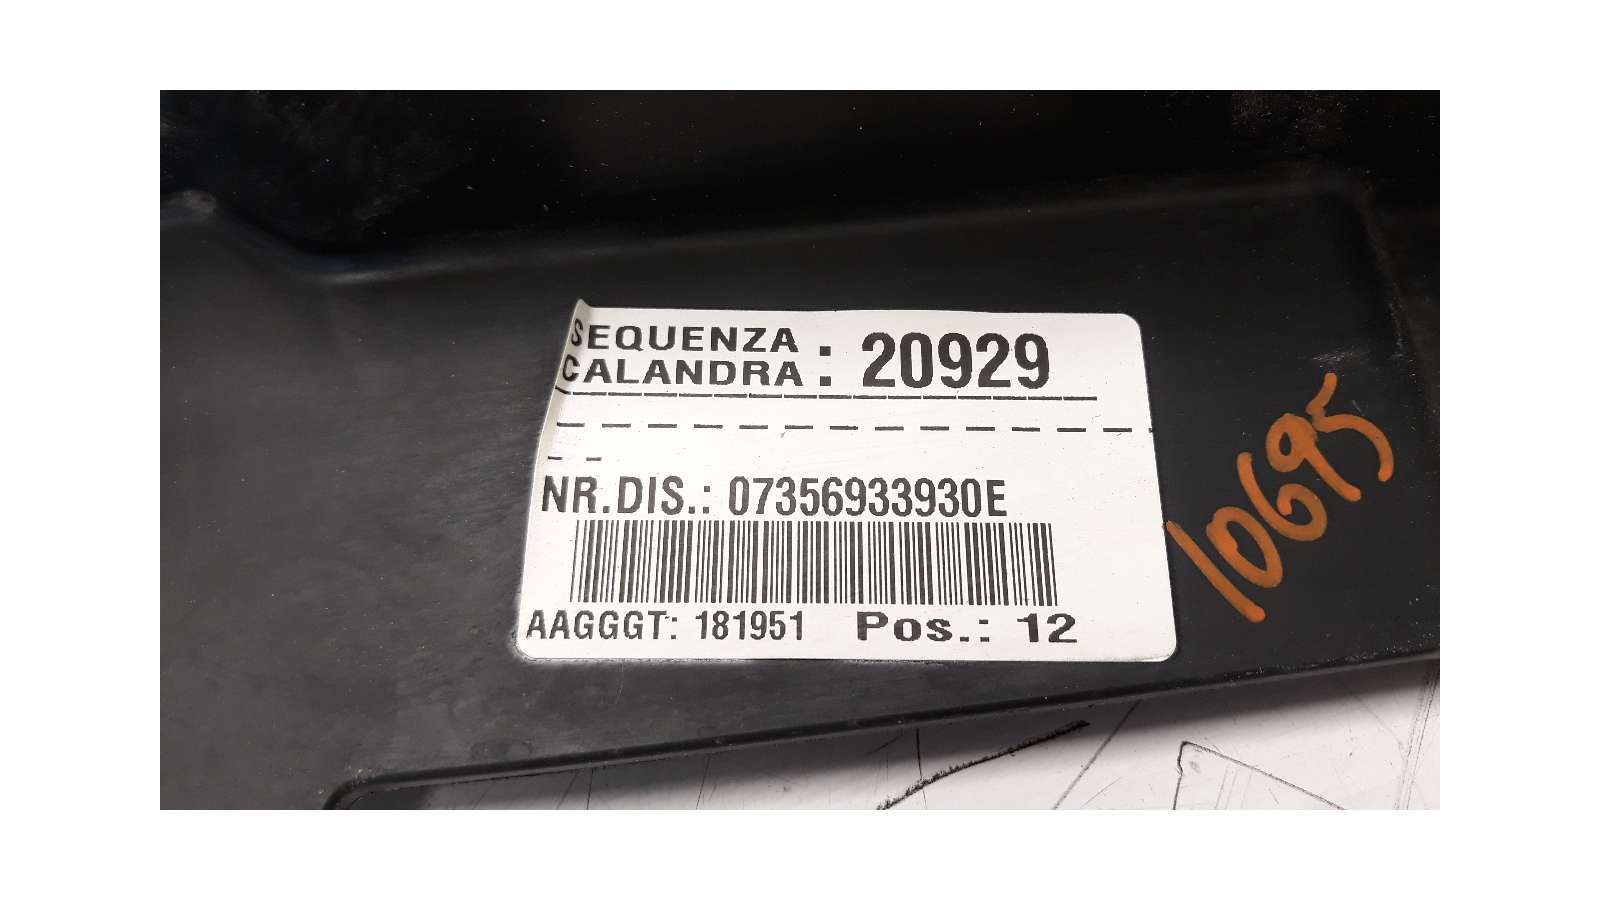 SEQUENZA
CALANDRA : 20929
NR.DIS.: 07356933930E
AAGGGT: 181951 Pos.: 12
10695